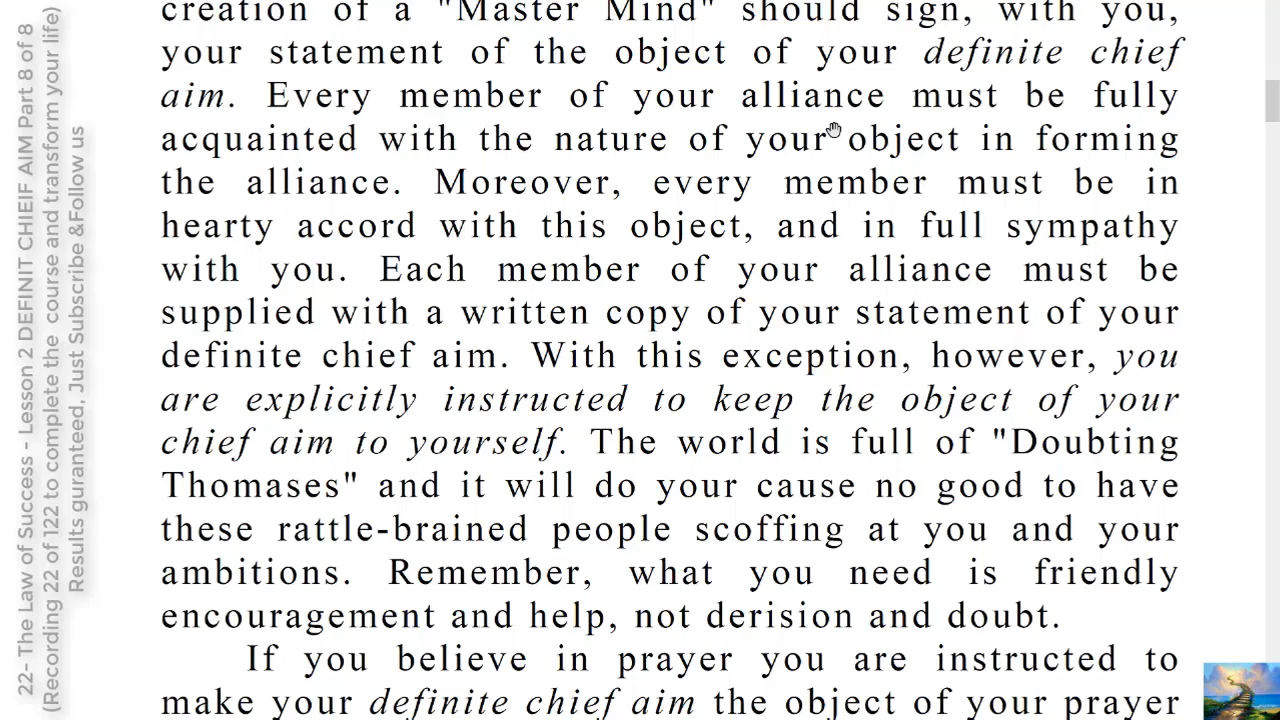 22- The Law of Success - Lesson 2 DEFINIT CHIEIF AIM Part 8 of 8
(Recording 22 of 122 to complete the course and transform your life)
Results guranteed, Just Subscribe &Follow us
creation of a "Master Mind" should sign, with you,
your statement of the object of your definite chief
aim. Every member of your alliance must be fully
acquainted with the nature of your object in forming
the alliance. Moreover, every member must be in
hearty accord with this object, and in full sympathy
with you. Each member of your alliance must be
supplied with a written copy of your statement of your
definite chief aim. With this exception, however, you
are explicitly instructed to keep the object of your
chief aim to yourself. The world is full of "Doubting
Thomases" and it will do your cause no good to have
these rattle-brained people scoffing at you and your
ambitions. Remember, what you need is friendly
encouragement and help, not derision and doubt.
If you believe in prayer you are instructed to
make your definite chief aim the object of your prayer